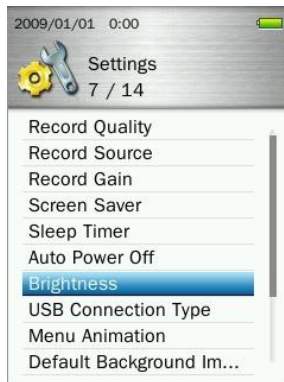 2009/01/01 0:00
Settings
7 / 14
Record Quality
Record Source
Record Gain
Screen Saver
Sleep Timer
Auto Power Off
Brightness
USB Connection Type
Menu Animation
Default Background Im...